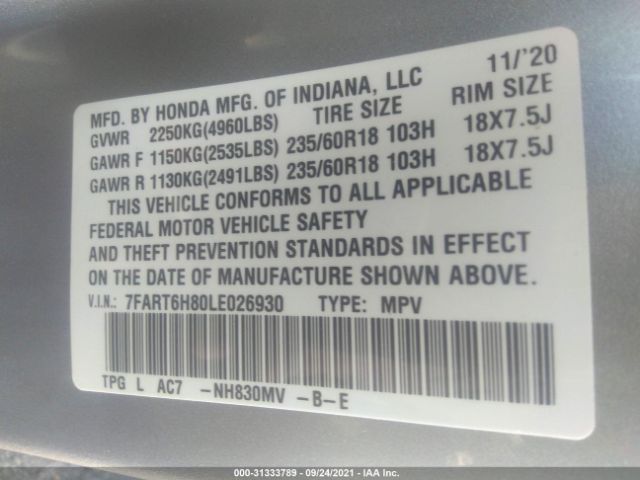 MFD. BY HONDA MFG. OF INDIANA, LLC 11/'20
GVWR 2250KG(4960LBS) TIRE SIZE RIM SIZE
GAWR F 1150KG(2535LBS) 235/60R18 103H 18X7.5J
GAWR R 1130KG(2491LBS) 235/60R18 103H 18X7.5J
THIS VEHICLE CONFORMS TO ALL APPLICABLE
FEDERAL MOTOR VEHICLE SAFETY
AND THEFT PREVENTION STANDARDS IN EFFECT
ON THE DATE OF MANUFACTURE SHOWN ABOVE.
V.I.N.: 7FART6H80LE026930 TYPE: MPV
TPG L AC7 -NH830MV -B-E
000-31333789 - 09/24/2021 - IAA Inc.